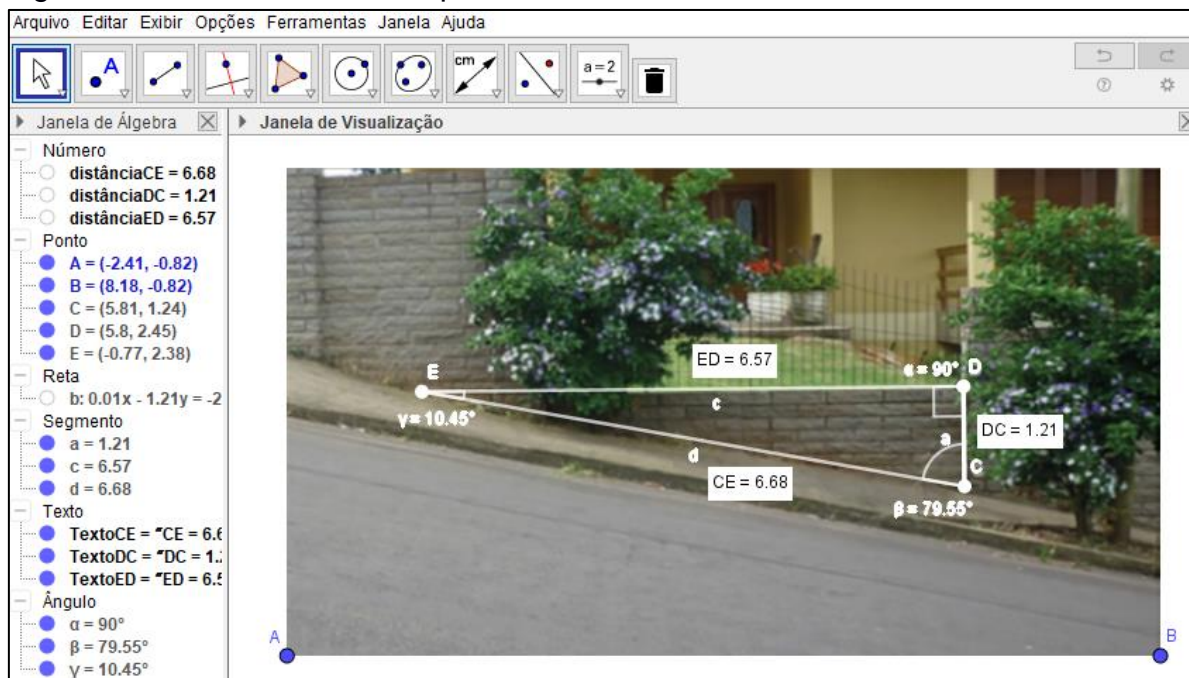 Arquivo Editar Exibir Opções Ferramentas Janela Ajuda
A
cm
a=2
Janela de Álgebra
Janela de Visualização
Número
distânciaCE = 6.68
distânciaDC = 1.21
distânciaED = 6.57
Ponto
A = (-2.41, -0.82)
B = (8.18, -0.82)
C = (5.81, 1.24)
D = (5.8, 2.45)
E = (-0.77, 2.38)
Reta
b: 0.01x - 1.21y = -2
Segmento
a = 1.21
c = 6.57
d = 6.68
Texto
TextoCE = "CE = 6.6
TextoDC = "DC = 1.2
TextoED = "ED = 6.5
Ângulo
α = 90°
β = 79.55°
γ = 10.45°
ED = 6.57
E
α = 90° D
c
γ = 10.45°
DC = 1.21
a
d
C
CE = 6.68
β = 79.55°
A
B